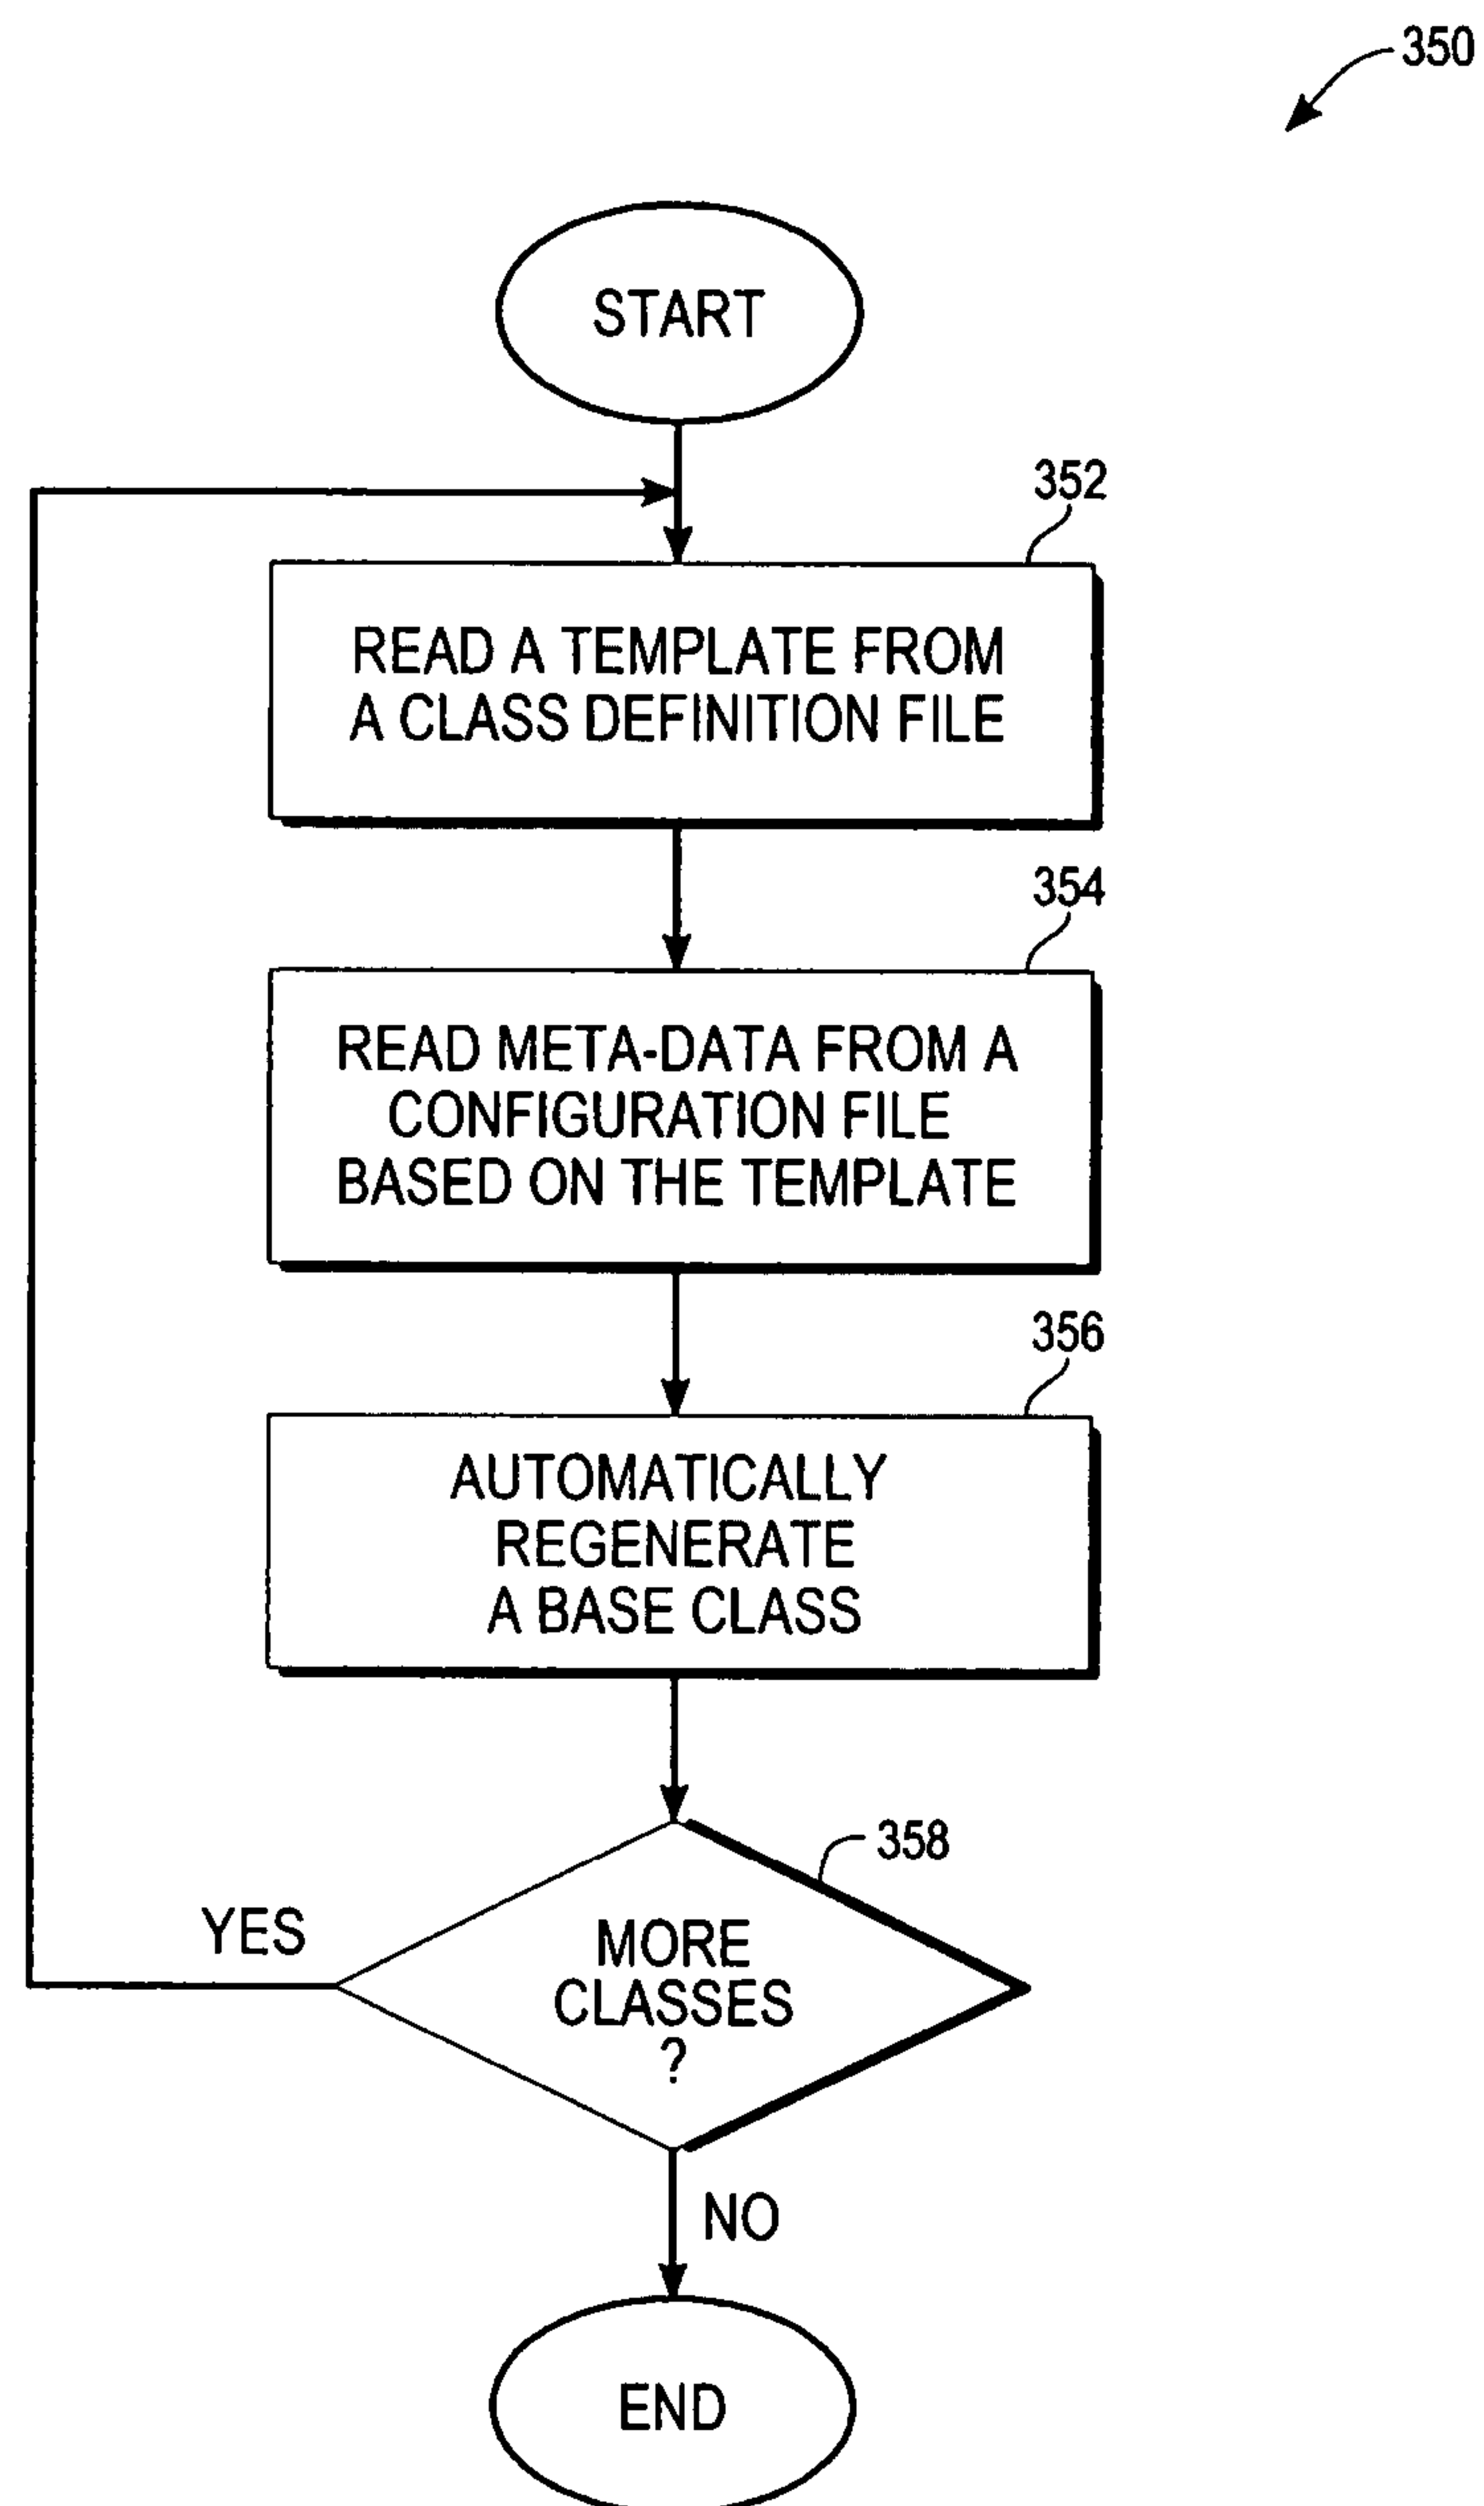 350
START
352
READ A TEMPLATE FROM
A CLASS DEFINITION FILE
354
READ META-DATA FROM A
CONFIGURATION FILE
BASED ON THE TEMPLATE
356
AUTOMATICALLY
REGENERATE
A BASE CLASS
358
YES
MORE
CLASSES
?
NO
END